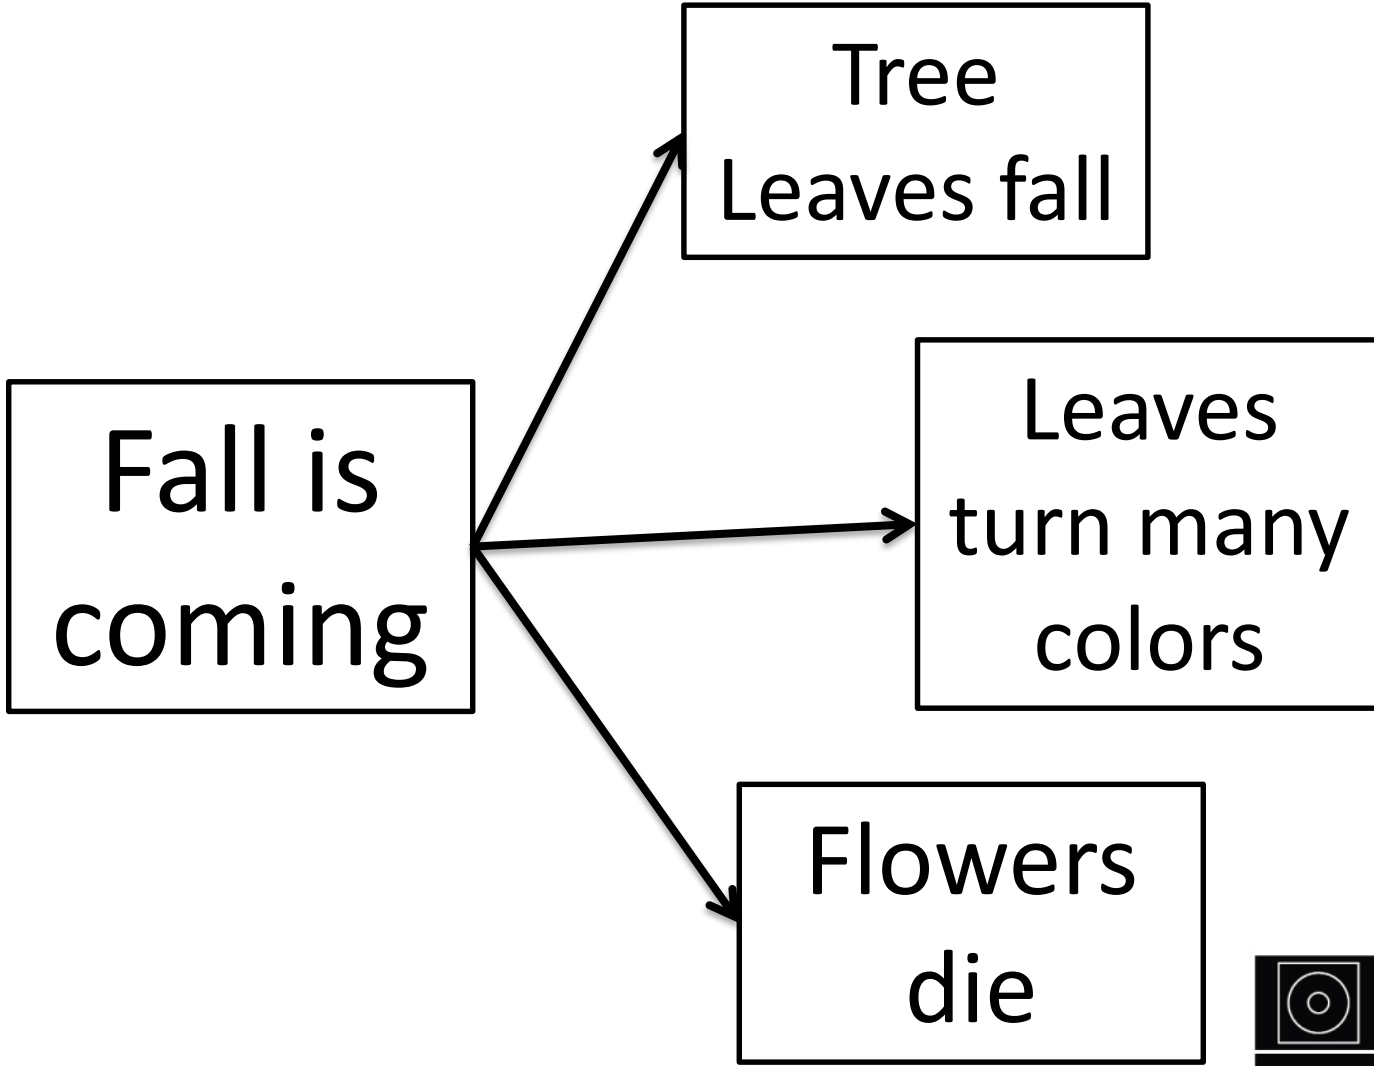 Tree
Leaves fall
Fall is
coming
Leaves
turn many
colors
Flowers
die